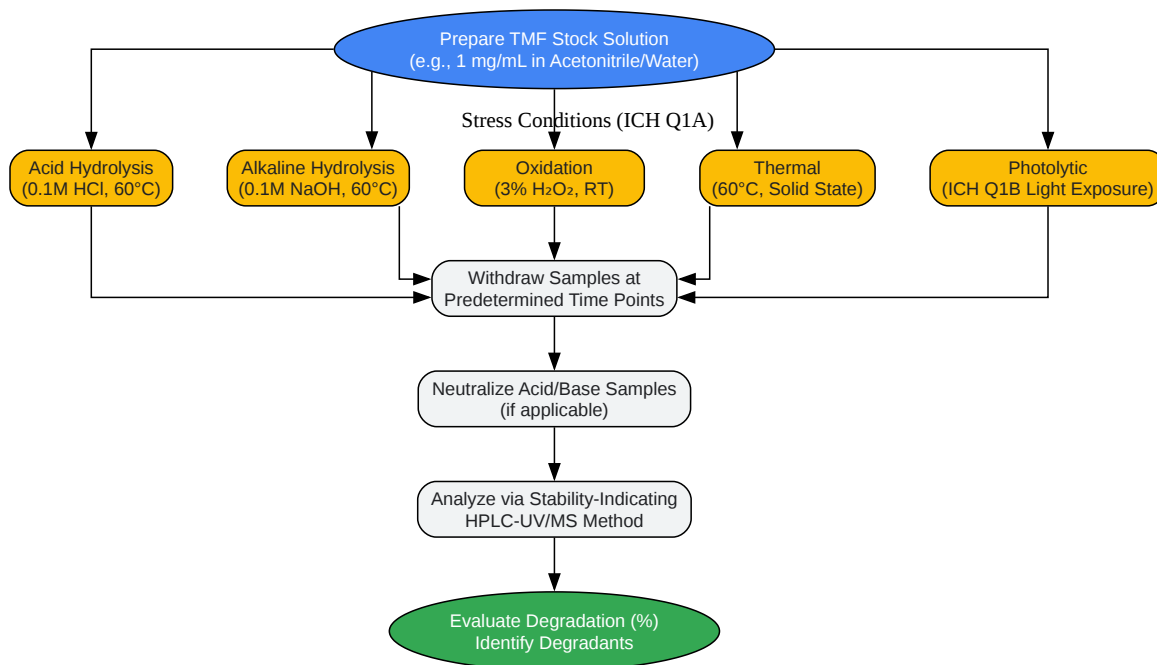 Prepare TMF Stock Solution
(e.g., 1 mg/mL in Acetonitrile/Water)
Stress Conditions (ICH Q1A)
Acid Hydrolysis
(0.1M HCl, 60°C)
Alkaline Hydrolysis
(0.1M NaOH, 60°C)
Oxidation
(3% H₂O₂, RT)
Thermal
(60°C, Solid State)
Photolytic
(ICH Q1B Light Exposure)
Withdraw Samples at
Predetermined Time Points
Neutralize Acid/Base Samples
(if applicable)
Analyze via Stability-Indicating
HPLC-UV/MS Method
Evaluate Degradation (%)
Identify Degradants